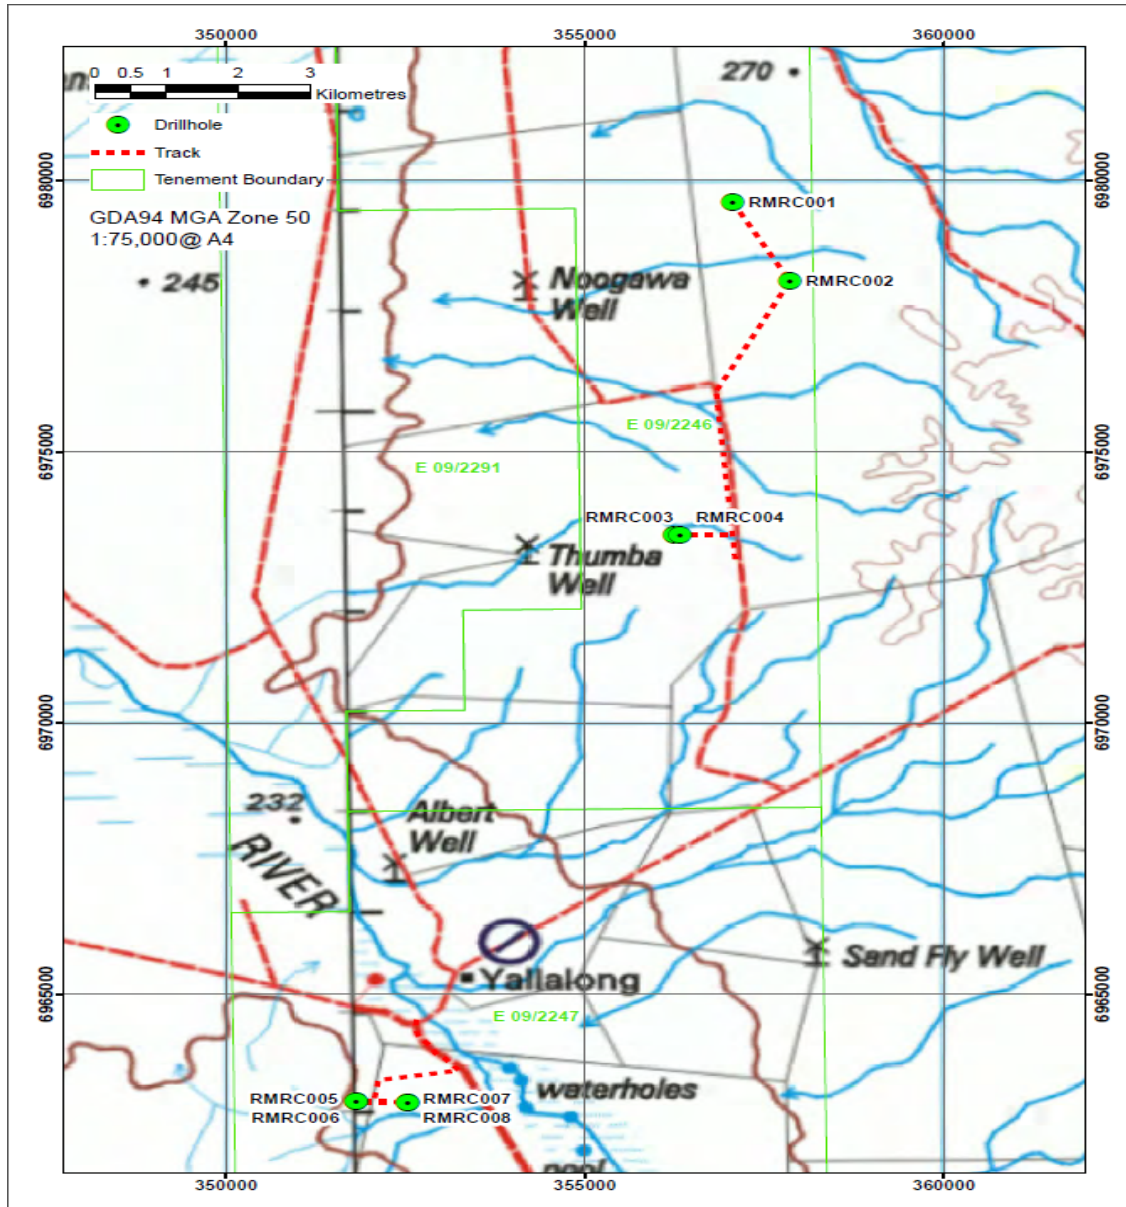 350000 355000 360000
0 0.5 1 2 3
Kilometres
Drillhole
Track
Tenement Boundary
GDA94 MGA Zone 50
1:75,000@ A4
270
6980000 6980000
RMRC001
245
Noogawa
Well
RMRC002
E 09/2246
6975000 6975000
E 09/2291
RMRC003 RMRC004
Thumba
Well
6970000 6970000
232
Albert
Well
RIVER
Sand Fly Well
Yallalong
6965000 6965000
E 09/2247
waterholes
RMRC005 RMRC007
RMRC006 RMRC008
pool
350000 355000 360000